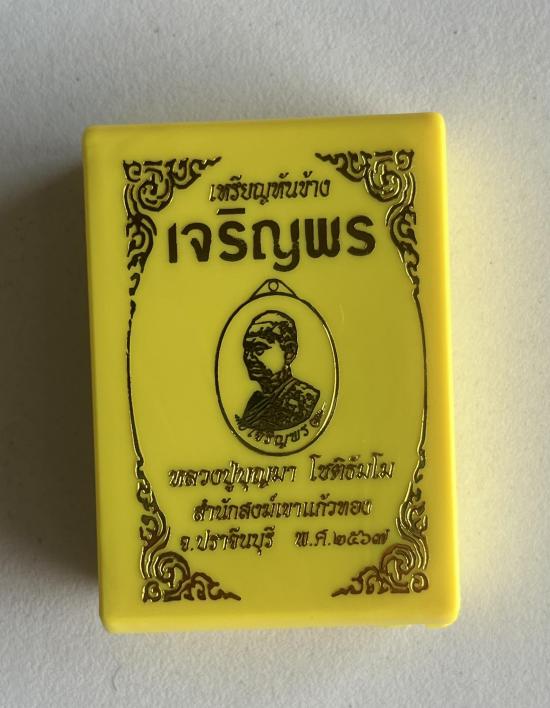 เหรียญหันข้าง
เจริญพร
เจริญพร
หลวงปู่บุญมา โชติธัมโม
สำนักสงฆ์เขาแก้วทอง
จ.ปราจีนบุรี พ.ศ.๒๕๖๗